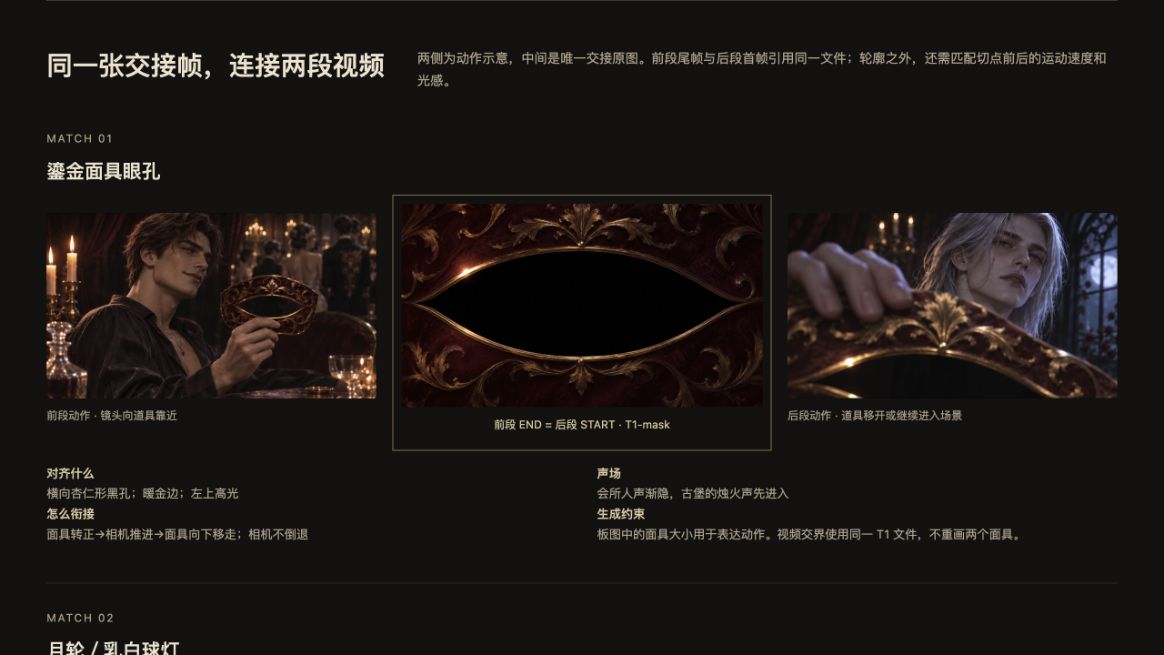 同一张交接帧，连接两段视频
两侧为动作示意，中间是唯一交接原图。前段尾帧与后段首帧引用同一文件；轮廓之外，还需匹配切点前后的运动速度和
光感。
MATCH 01
鎏金面具眼孔
前段动作 · 镜头向道具靠近
前段 END = 后段 START · T1-mask
后段动作 · 道具移开或继续进入场景
对齐什么
横向杏仁形黑孔；暖金边；左上高光
怎么衔接
面具转正→相机推进→面具向下移走；相机不倒退
声场
会所人声渐隐，古堡的烛火声先进入
生成约束
板图中的面具大小用于表达动作。视频交界使用同一 T1 文件，不重画两个面具。
MATCH 02
月轮 / 乳白球灯